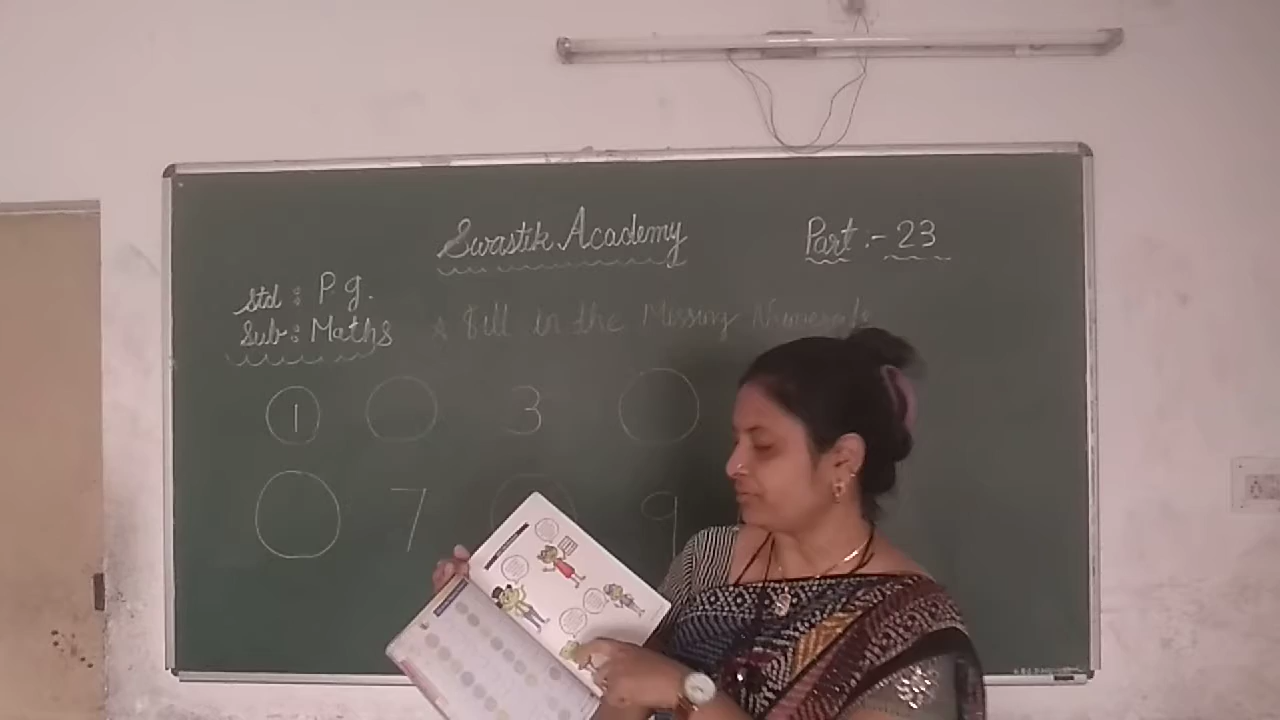 Swastik Academy
Part :- 23
Std : P g.
Sub : Maths
Fill in the Missing Numerals
1 3
7 9